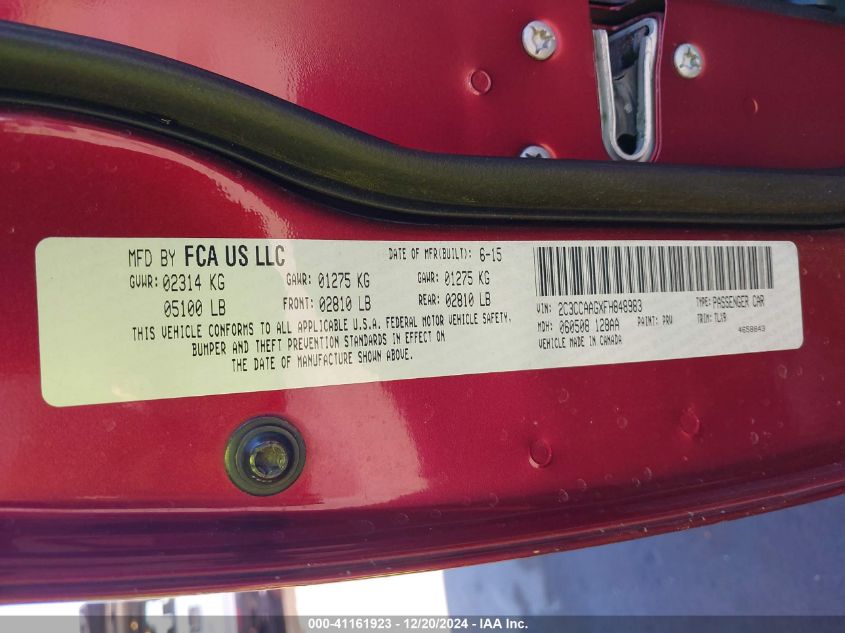 MFD BY FCA US LLC DATE OF MFR(BUILT): 6-15
GVWR: 02314 KG GAWR: 01275 KG GAWR: 01275 KG
05100 LB FRONT: 02810 LB REAR: 02810 LB
THIS VEHICLE CONFORMS TO ALL APPLICABLE U.S.A. FEDERAL MOTOR VEHICLE SAFETY,
BUMPER AND THEFT PREVENTION STANDARDS IN EFFECT ON
THE DATE OF MANUFACTURE SHOWN ABOVE.
VIN: 2C3CCAAGXFH848983 TYPE: PASSENGER CAR
MDH: 060508 128AA PAINT: PRV TRIM: TLX9
VEHICLE MADE IN CANADA 4658643
000-41161923 - 12/20/2024 - IAA Inc.